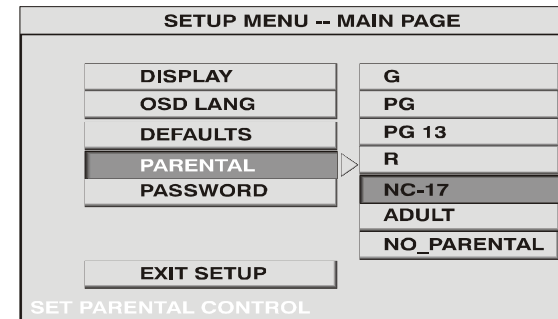 SETUP MENU -- MAIN PAGE
DISPLAY
OSD LANG
DEFAULTS
PARENTAL
PASSWORD
EXIT SETUP
G
PG
PG 13
R
NC-17
ADULT
NO_PARENTAL
SET PARENTAL CONTROL